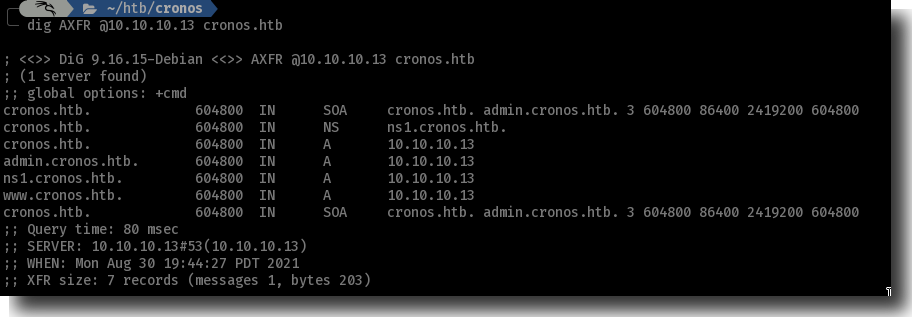 ~/htb/cronos
dig AXFR @10.10.10.13 cronos.htb
; <<>> DiG 9.16.15-Debian <<>> AXFR @10.10.10.13 cronos.htb
; (1 server found)
;; global options: +cmd
cronos.htb. 604800 IN SOA cronos.htb. admin.cronos.htb. 3 604800 86400 2419200 604800
cronos.htb. 604800 IN NS ns1.cronos.htb.
cronos.htb. 604800 IN A 10.10.10.13
admin.cronos.htb. 604800 IN A 10.10.10.13
ns1.cronos.htb. 604800 IN A 10.10.10.13
www.cronos.htb. 604800 IN A 10.10.10.13
cronos.htb. 604800 IN SOA cronos.htb. admin.cronos.htb. 3 604800 86400 2419200 604800
;; Query time: 80 msec
;; SERVER: 10.10.10.13#53(10.10.10.13)
;; WHEN: Mon Aug 30 19:44:27 PDT 2021
;; XFR size: 7 records (messages 1, bytes 203)